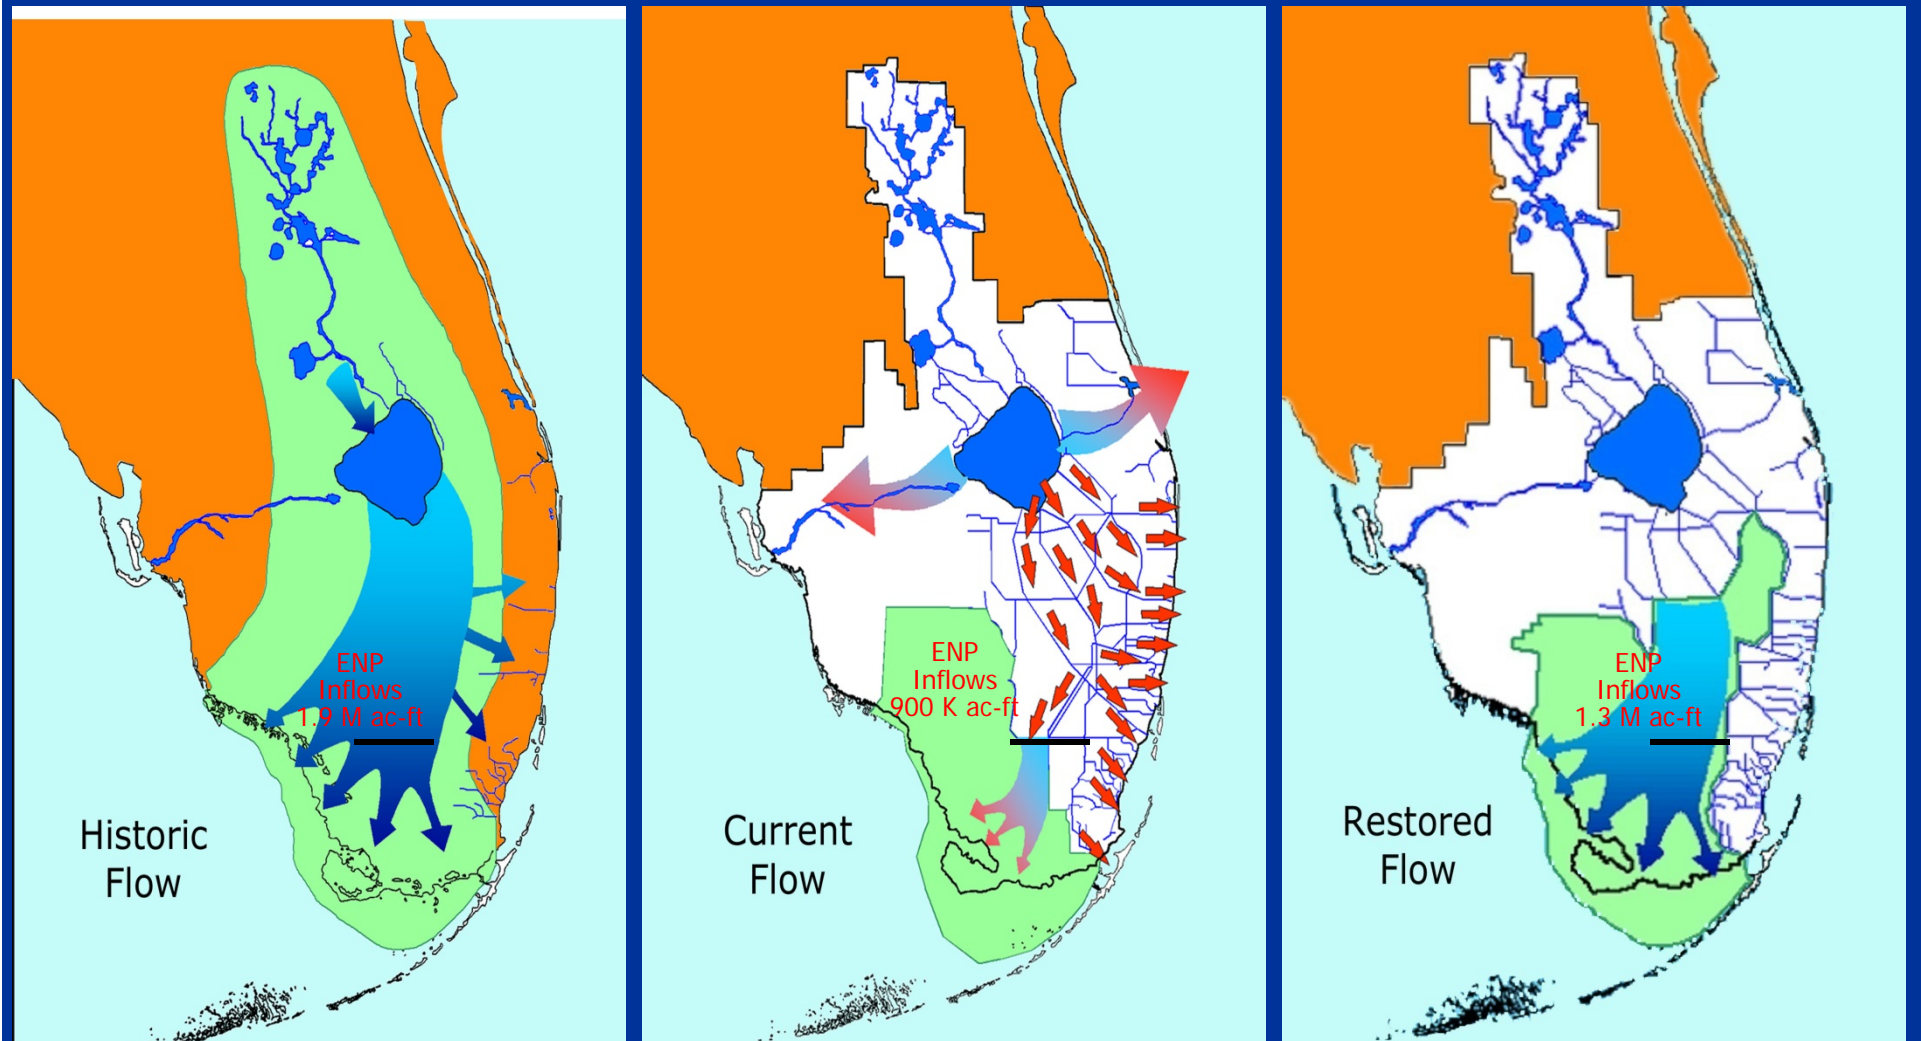 ENP
Inflows
1.9 M ac-ft
Historic
Flow
ENP
Inflows
900 K ac-ft
Current
Flow
ENP
Inflows
1.3 M ac-ft
Restored
Flow